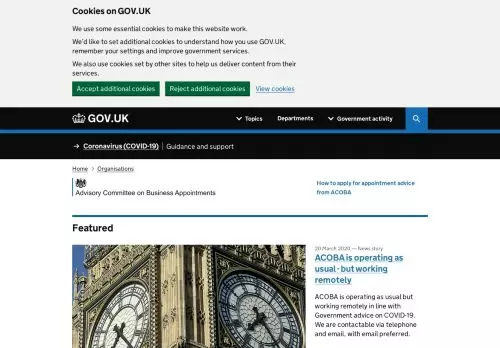 Cookies on GOV.UK
We use some essential cookies to make this website work.
We'd like to set additional cookies to understand how you use GOV.UK,
remember your settings and improve government services.
We also use cookies set by other sites to help us deliver content from their
services.
Accept additional cookies Reject additional cookies View cookies
GOV.UK Topics Departments Government activity
→ Coronavirus (COVID-19) Guidance and support
Home > Organisations
Advisory Committee on Business Appointments
How to apply for appointment advice
from ACOBA
Featured
20 March 2020 — News story
ACOBA is operating as
usual - but working
remotely
ACOBA is operating as usual but
working remotely in line with
Government advice on COVID-19.
We are contactable via telephone
and email, with email preferred.